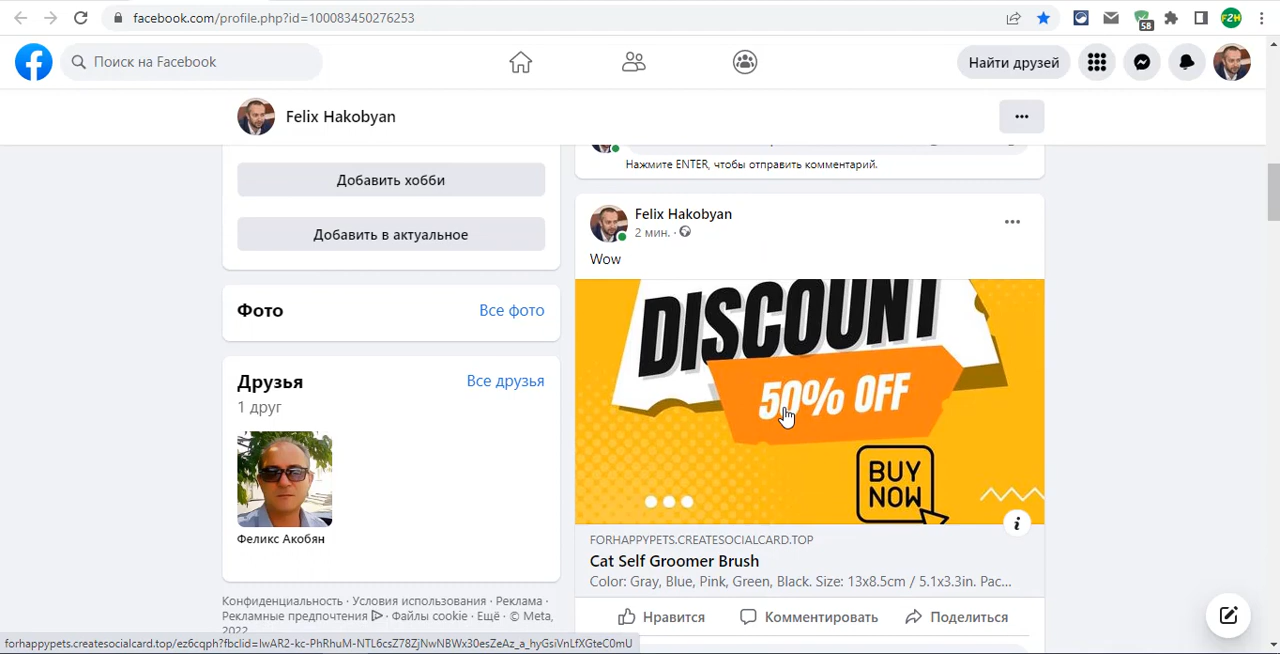 facebook.com/profile.php?id=100083450276253
58
F2H
Поиск на Facebook
Найти друзей
Felix Hakobyan
Нажмите ENTER, чтобы отправить комментарий.
Добавить хобби
Добавить в актуальное
Фото
Все фото
Друзья
Все друзья
1 друг
Феликс Акобян
Конфиденциальность · Условия использования · Реклама ·
Рекламные предпочтения · Файлы cookie · Ещё · © Meta,
2022
Felix Hakobyan
2 мин. ·
Wow
DISCOUNT
50% OFF
BUY
NOW
FORHAPPYPETS.CREATESOCIALCARD.TOP
Cat Self Groomer Brush
Color: Gray, Blue, Pink, Green, Black. Size: 13x8.5cm / 5.1x3.3in. Pac...
Нравится
Комментировать
Поделиться
forhappypets.createsocialcard.top/ez6cqph?fbclid=IwAR2-kc-PhRhuM-NTL6csZ78ZjNwNBWx30esZeAz_a_hyGsiVnLfXGteC0mU